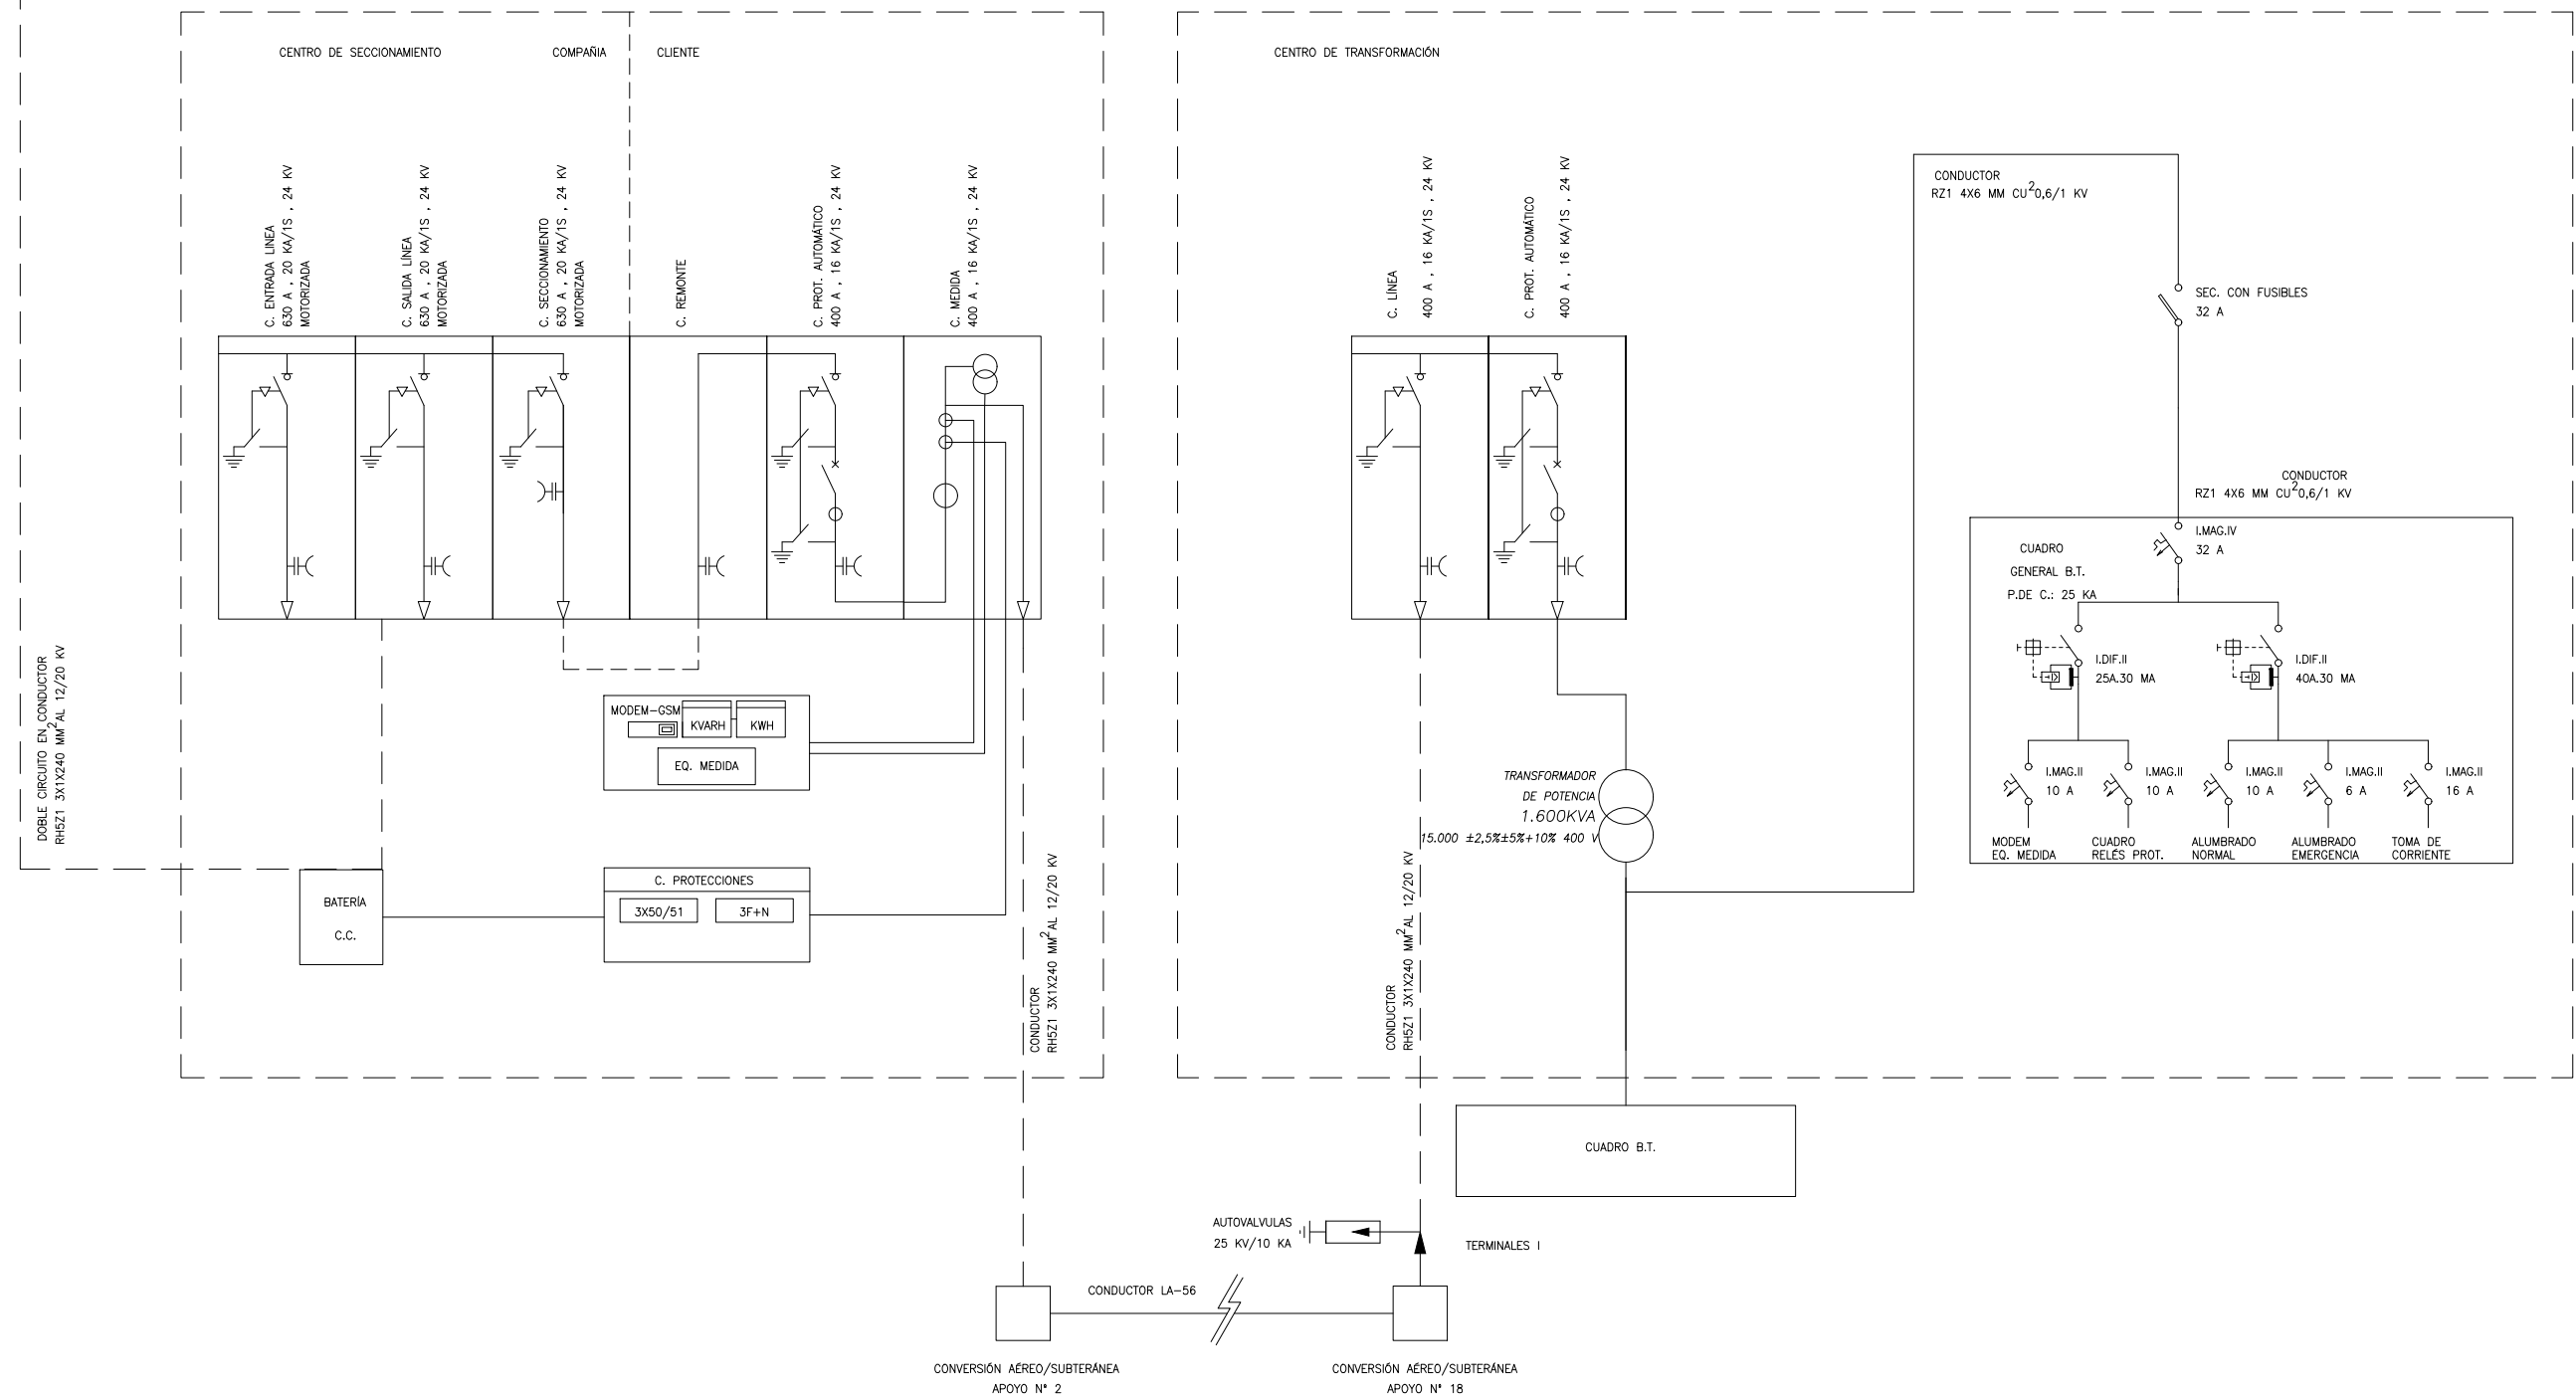 CENTRO DE SECCIONAMIENTO
COMPAÑIA
CLIENTE
CENTRO DE TRANSFORMACIÓN
C. ENTRADA LINEA
630 A , 20 KA/1S , 24 KV
MOTORIZADA
C. SALIDA LÍNEA
630 A , 20 KA/1S , 24 KV
MOTORIZADA
C. SECCIONAMIENTO
630 A , 20 KA/1S , 24 KV
MOTORIZADA
C. REMONTE
C. PROT. AUTOMÁTICO
400 A , 16 KA/1S , 24 KV
C. MEDIDA
400 A , 16 KA/1S , 24 KV
C. LÍNEA
400 A , 16 KA/1S , 24 KV
C. PROT. AUTOMÁTICO
400 A , 16 KA/1S , 24 KV
CONDUCTOR
RZ1 4X6 MM CU²0,6/1 KV
SEC. CON FUSIBLES
32 A
CONDUCTOR
RZ1 4X6 MM CU²0,6/1 KV
CUADRO
GENERAL B.T.
P.DE C.: 25 KA
I.MAG.IV
32 A
I.DIF.II
25A.30 MA
I.DIF.II
40A.30 MA
I.MAG.II
10 A
I.MAG.II
10 A
I.MAG.II
10 A
I.MAG.II
6 A
I.MAG.II
16 A
MODEM
EQ. MEDIDA
CUADRO
RELÉS PROT.
ALUMBRADO
NORMAL
ALUMBRADO
EMERGENCIA
TOMA DE
CORRIENTE
DOBLE CIRCUITO EN CONDUCTOR
RH5Z1 3X1X240 MM²AL 12/20 KV
MODEM-GSM
KVARH
KWH
EQ. MEDIDA
TRANSFORMADOR
DE POTENCIA
1.600KVA
15.000 ±2,5%±5%+10% 400 V
BATERÍA
C.C.
C. PROTECCIONES
3X50/51
3F+N
CONDUCTOR
RH5Z1 3X1X240 MM²AL 12/20 KV
CONDUCTOR
RH5Z1 3X1X240 MM²AL 12/20 KV
CUADRO B.T.
AUTOVALVULAS
25 KV/10 KA
TERMINALES I
CONDUCTOR LA-56
CONVERSIÓN AÉREO/SUBTERÁNEA
APOYO N° 2
CONVERSIÓN AÉREO/SUBTERÁNEA
APOYO N° 18